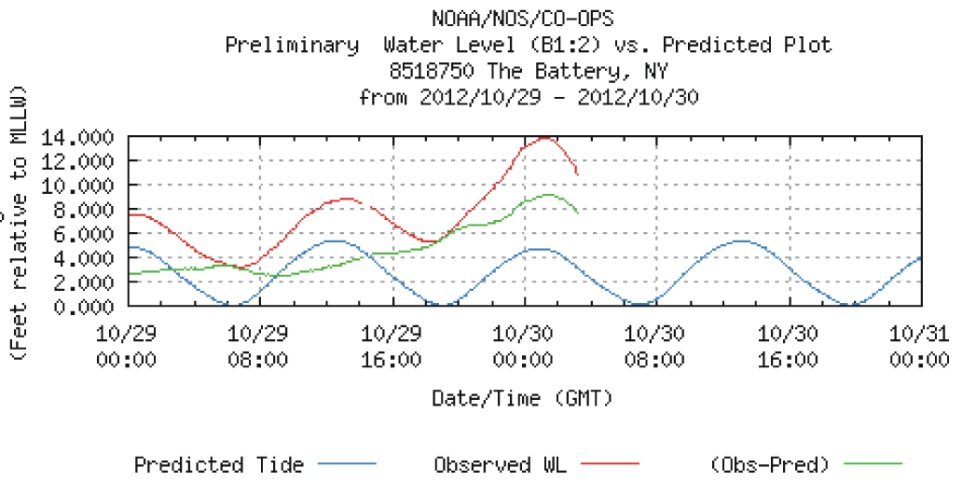 NOAA/NOS/CO-OPS
Preliminary Water Level (B1:2) vs. Predicted Plot
8518750 The Battery, NY
from 2012/10/29 - 2012/10/30
(Feet relative to MLLW)
14.000
12.000
10.000
8.000
6.000
4.000
2.000
0.000
10/29 10/29 10/29 10/30 10/30 10/30 10/31
00:00 08:00 16:00 00:00 08:00 16:00 00:00
Date/Time (GMT)
Predicted Tide Observed WL (Obs-Pred)